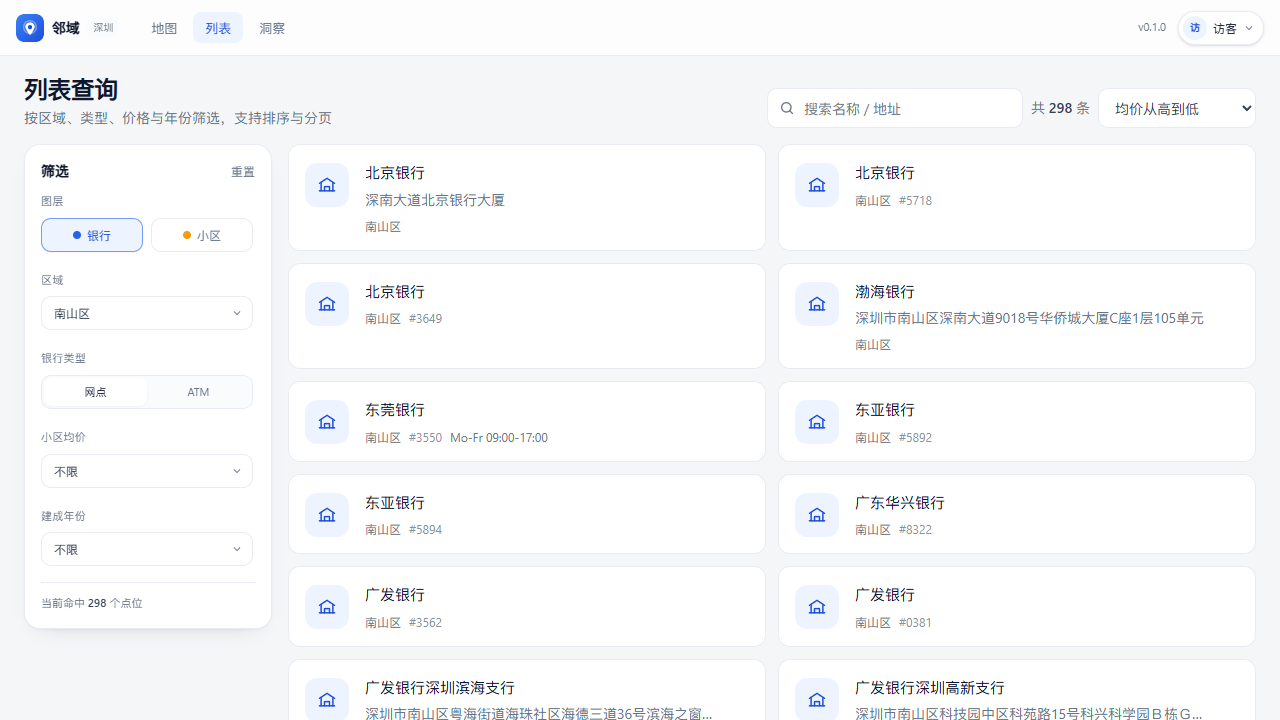 邻域 深圳 地图 列表 洞察 v0.1.0 访 访客
列表查询
按区域、类型、价格与年份筛选，支持排序与分页
搜索名称 / 地址 共 298 条 均价从高到低
筛选 重置
图层
银行 小区
区域
南山区
银行类型
网点 ATM
小区均价
不限
建成年份
不限
当前命中 298 个点位
北京银行
深南大道北京银行大厦
南山区
北京银行
南山区 #5718
北京银行
南山区 #3649
渤海银行
深圳市南山区深南大道9018号华侨城大厦C座1层105单元
南山区
东莞银行
南山区 #3550 Mo-Fr 09:00-17:00
东亚银行
南山区 #5892
东亚银行
南山区 #5894
广东华兴银行
南山区 #8322
广发银行
南山区 #3562
广发银行
南山区 #0381
广发银行深圳滨海支行
深圳市南山区粤海街道海珠社区海德三道36号滨海之窗...
广发银行深圳高新支行
深圳市南山区科技园中区科苑路15号科兴科学园Ｂ栋Ｇ...